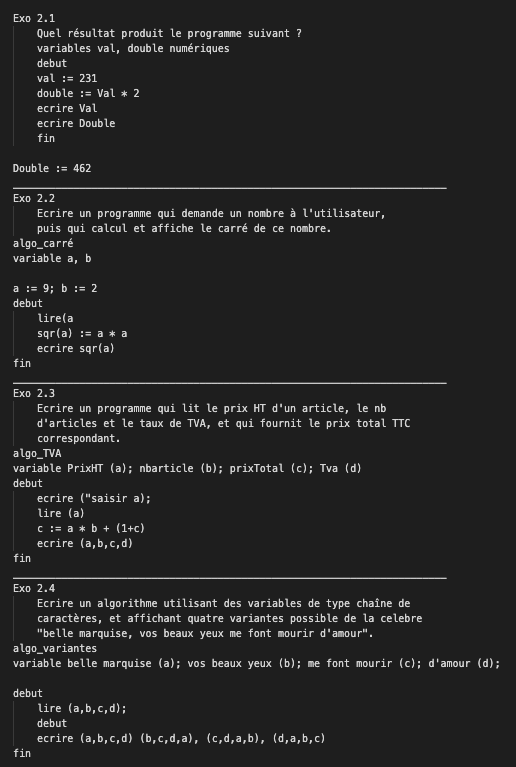 Exo 2.1
Quel résultat produit le programme suivant ?
variables val, double numériques
debut
val := 231
double := Val * 2
ecrire Val
ecrire Double
fin
Double := 462
Exo 2.2
Ecrire un programme qui demande un nombre à l'utilisateur,
puis qui calcul et affiche le carré de ce nombre.
algo_carré
variable a, b
a := 9; b := 2
debut
lire(a
sqr(a) := a * a
ecrire sqr(a)
fin
Exo 2.3
Ecrire un programme qui lit le prix HT d'un article, le nb
d'articles et le taux de TVA, et qui fournit le prix total TTC
correspondant.
algo_TVA
variable PrixHT (a); nbarticle (b); prixTotal (c); Tva (d)
debut
ecrire ("saisir a);
lire (a)
c := a * b + (1+c)
ecrire (a,b,c,d)
fin
Exo 2.4
Ecrire un algorithme utilisant des variables de type chaîne de
caractères, et affichant quatre variantes possible de la celebre
"belle marquise, vos beaux yeux me font mourir d'amour".
algo_variantes
variable belle marquise (a); vos beaux yeux (b); me font mourir (c); d'amour (d);
debut
lire (a,b,c,d);
debut
ecrire (a,b,c,d) (b,c,d,a), (c,d,a,b), (d,a,b,c)
fin